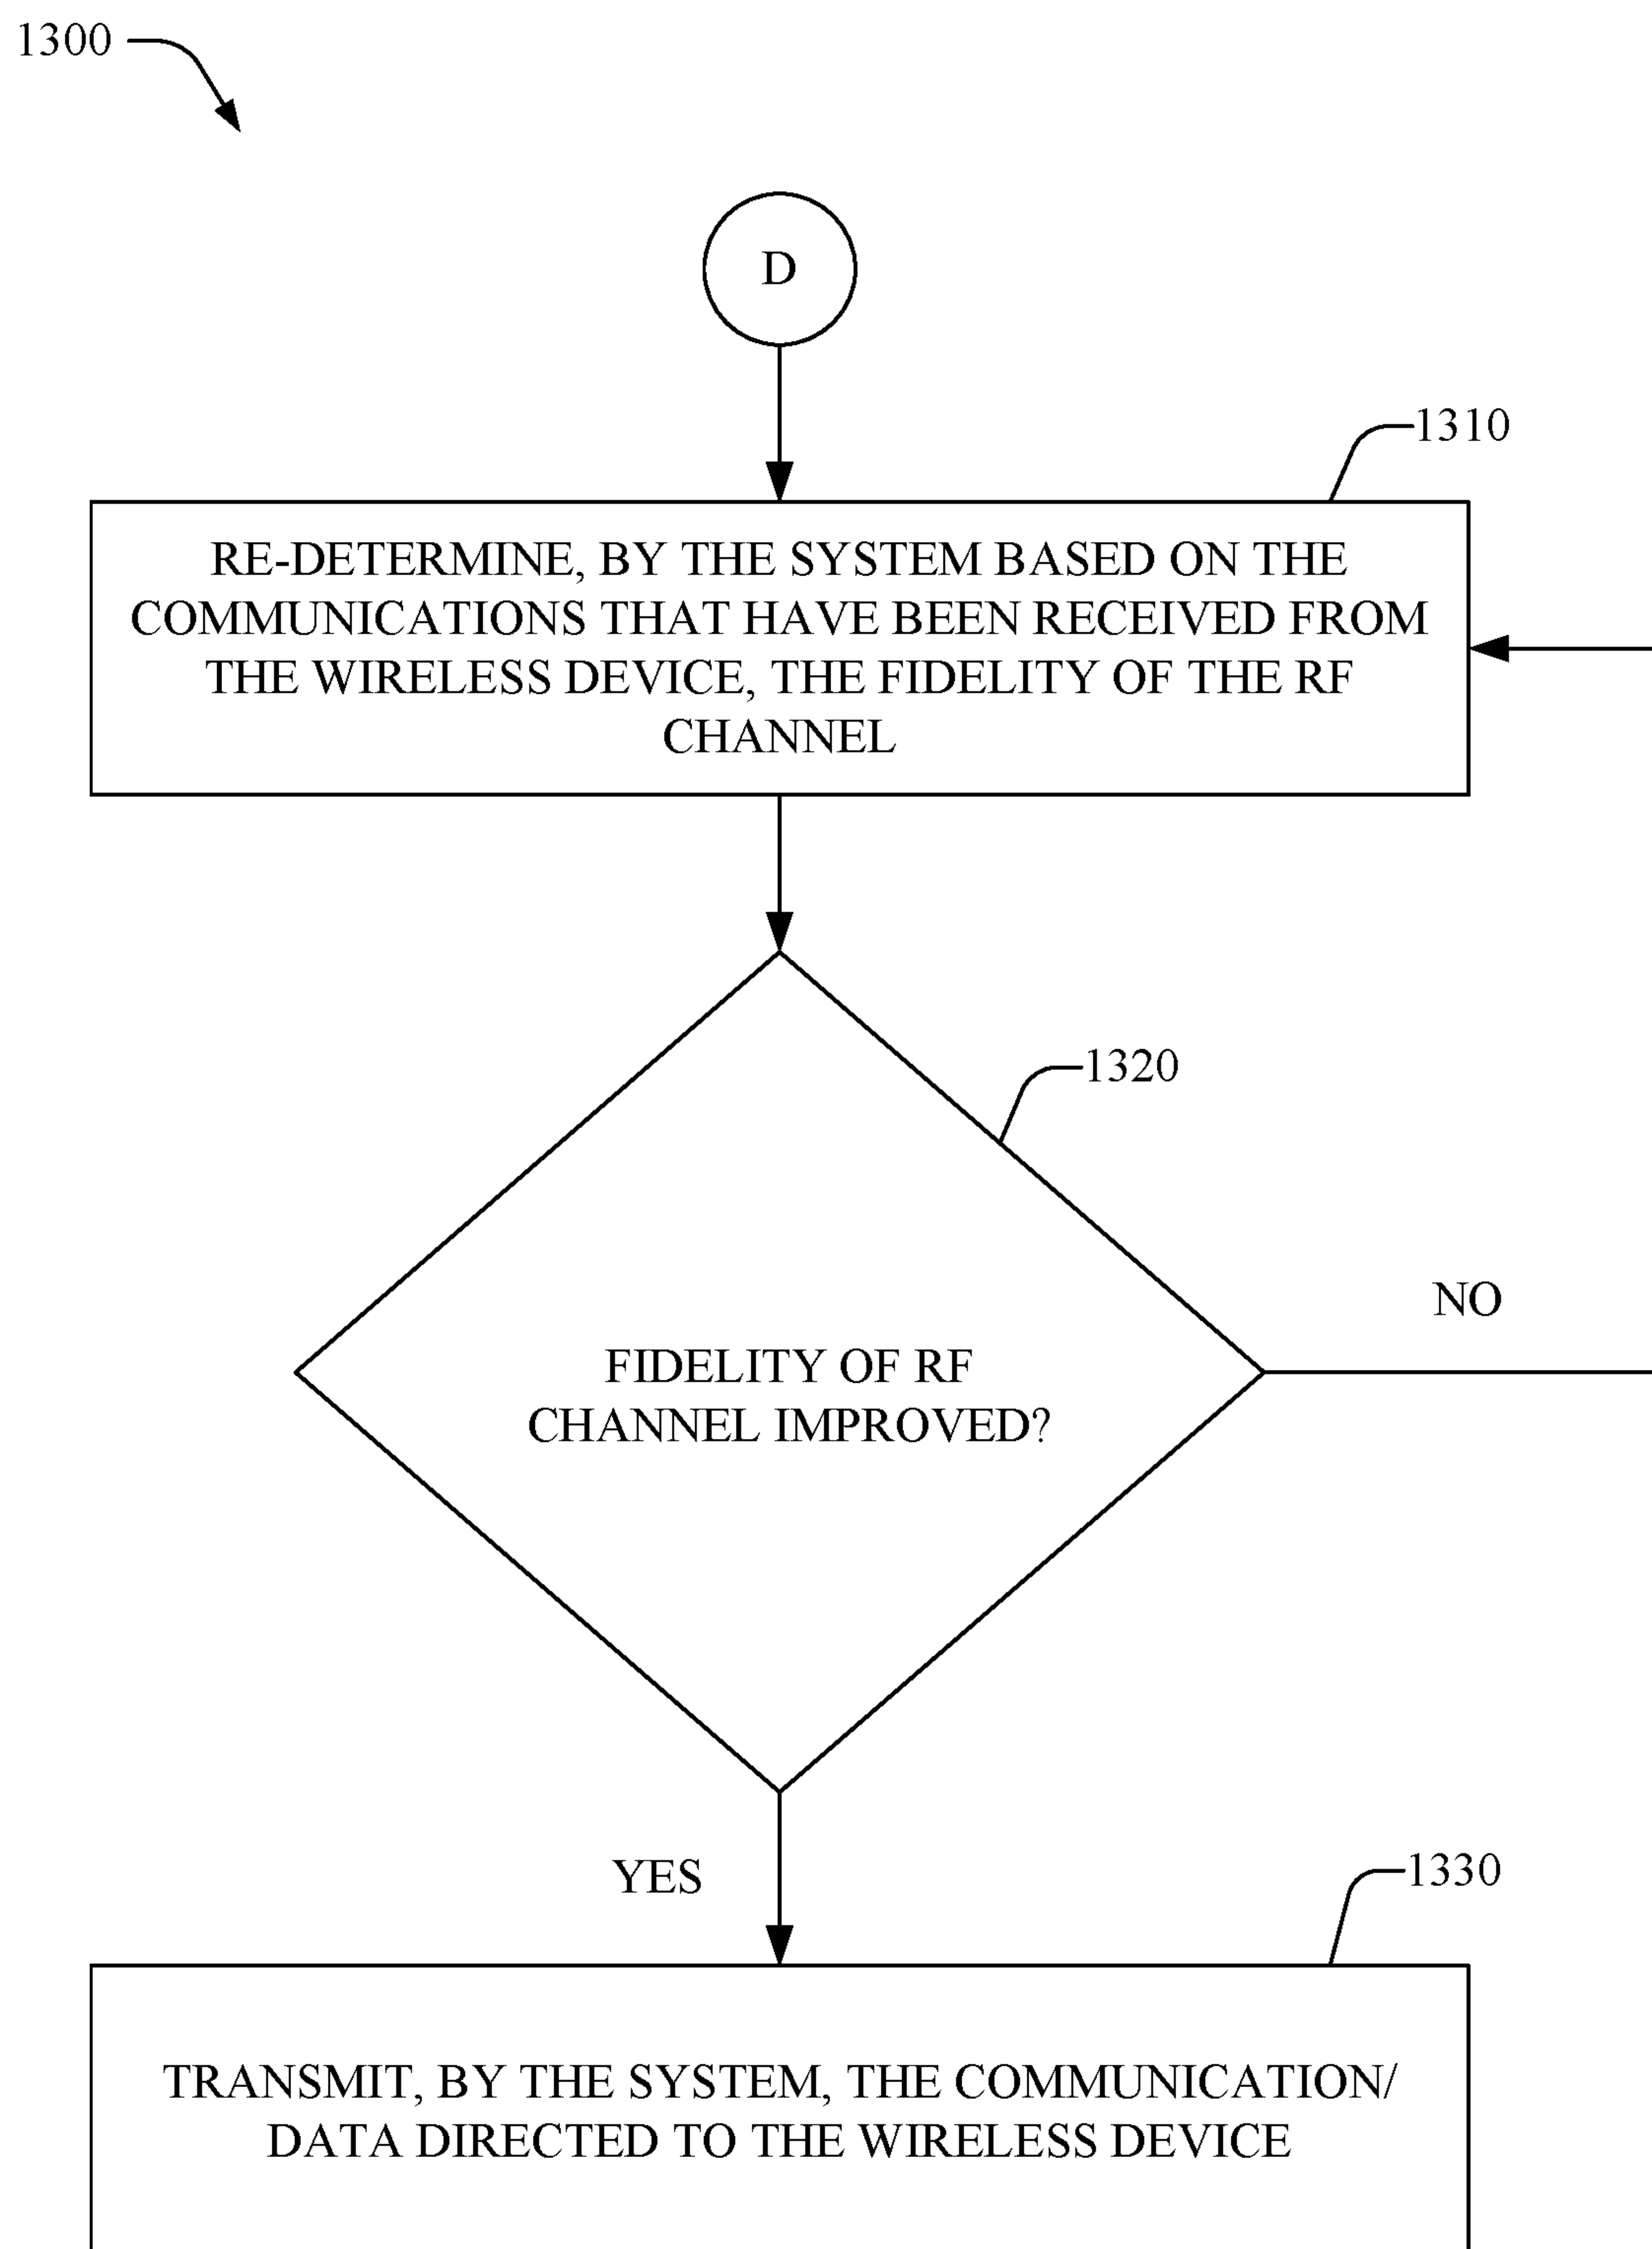 1300
D
1310
RE-DETERMINE, BY THE SYSTEM BASED ON THE
COMMUNICATIONS THAT HAVE BEEN RECEIVED FROM
THE WIRELESS DEVICE, THE FIDELITY OF THE RF
CHANNEL
1320
NO
FIDELITY OF RF
CHANNEL IMPROVED?
YES
1330
TRANSMIT, BY THE SYSTEM, THE COMMUNICATION/
DATA DIRECTED TO THE WIRELESS DEVICE